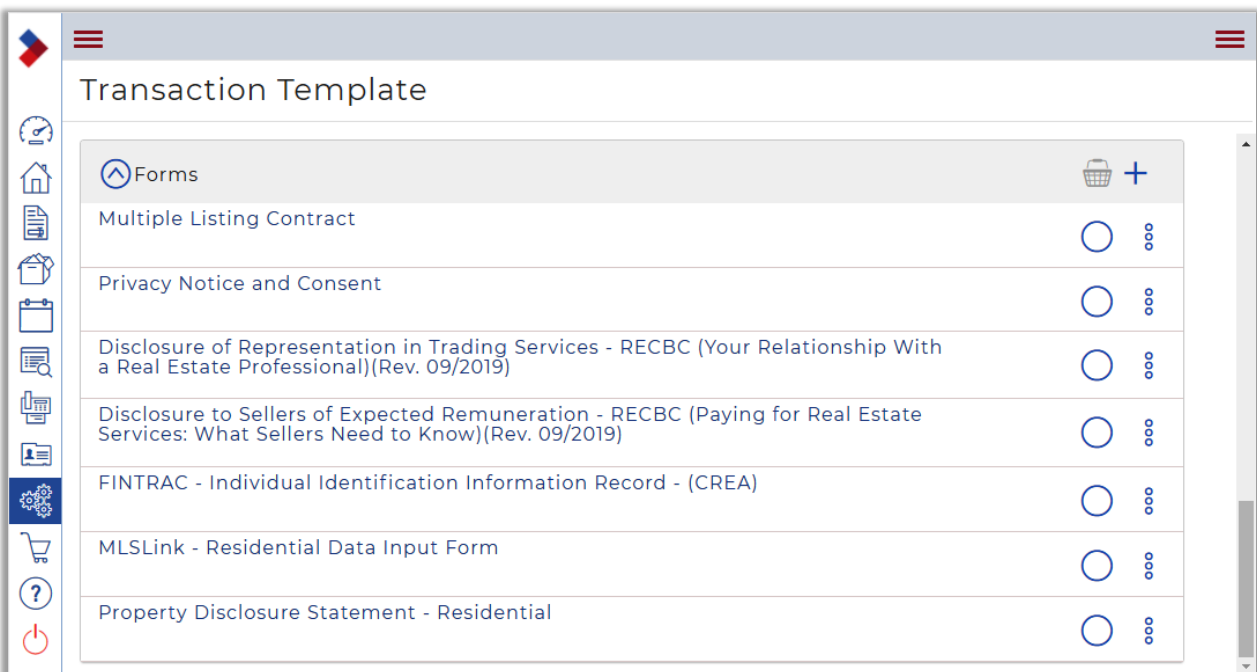 Transaction Template
Forms
Multiple Listing Contract
Privacy Notice and Consent
Disclosure of Representation in Trading Services - RECBC (Your Relationship With
a Real Estate Professional)(Rev. 09/2019)
Disclosure to Sellers of Expected Remuneration - RECBC (Paying for Real Estate
Services: What Sellers Need to Know)(Rev. 09/2019)
FINTRAC - Individual Identification Information Record - (CREA)
MLSLink - Residential Data Input Form
Property Disclosure Statement - Residential